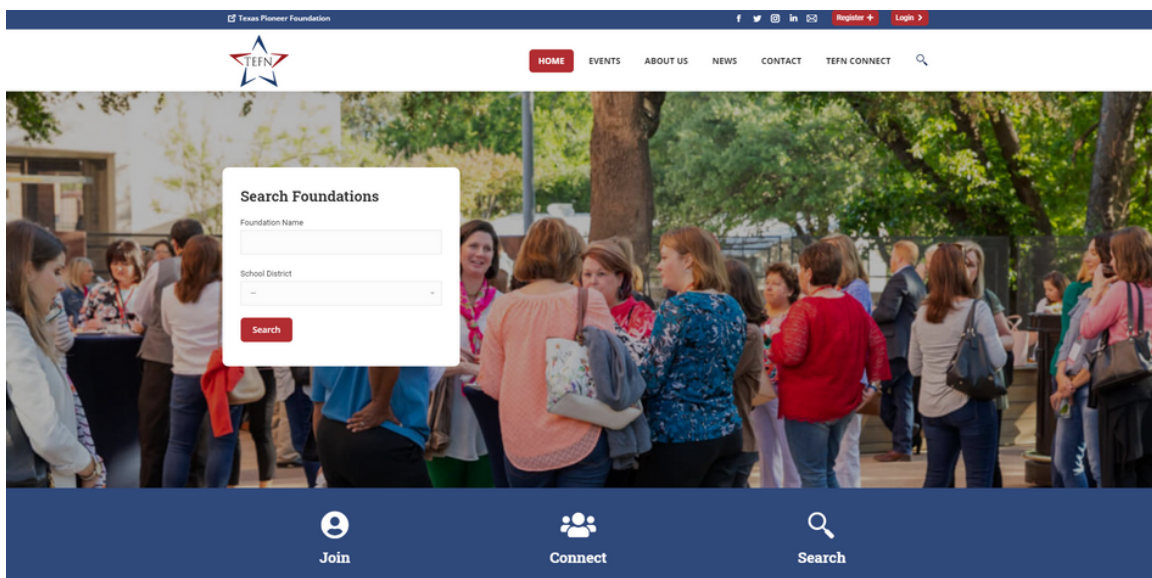 Texas Pioneer Foundation
Register +
Login >
TEFN
HOME
EVENTS
ABOUT US
NEWS
CONTACT
TEFN CONNECT
Search Foundations
Foundation Name
School District
---
Search
Join
Connect
Search